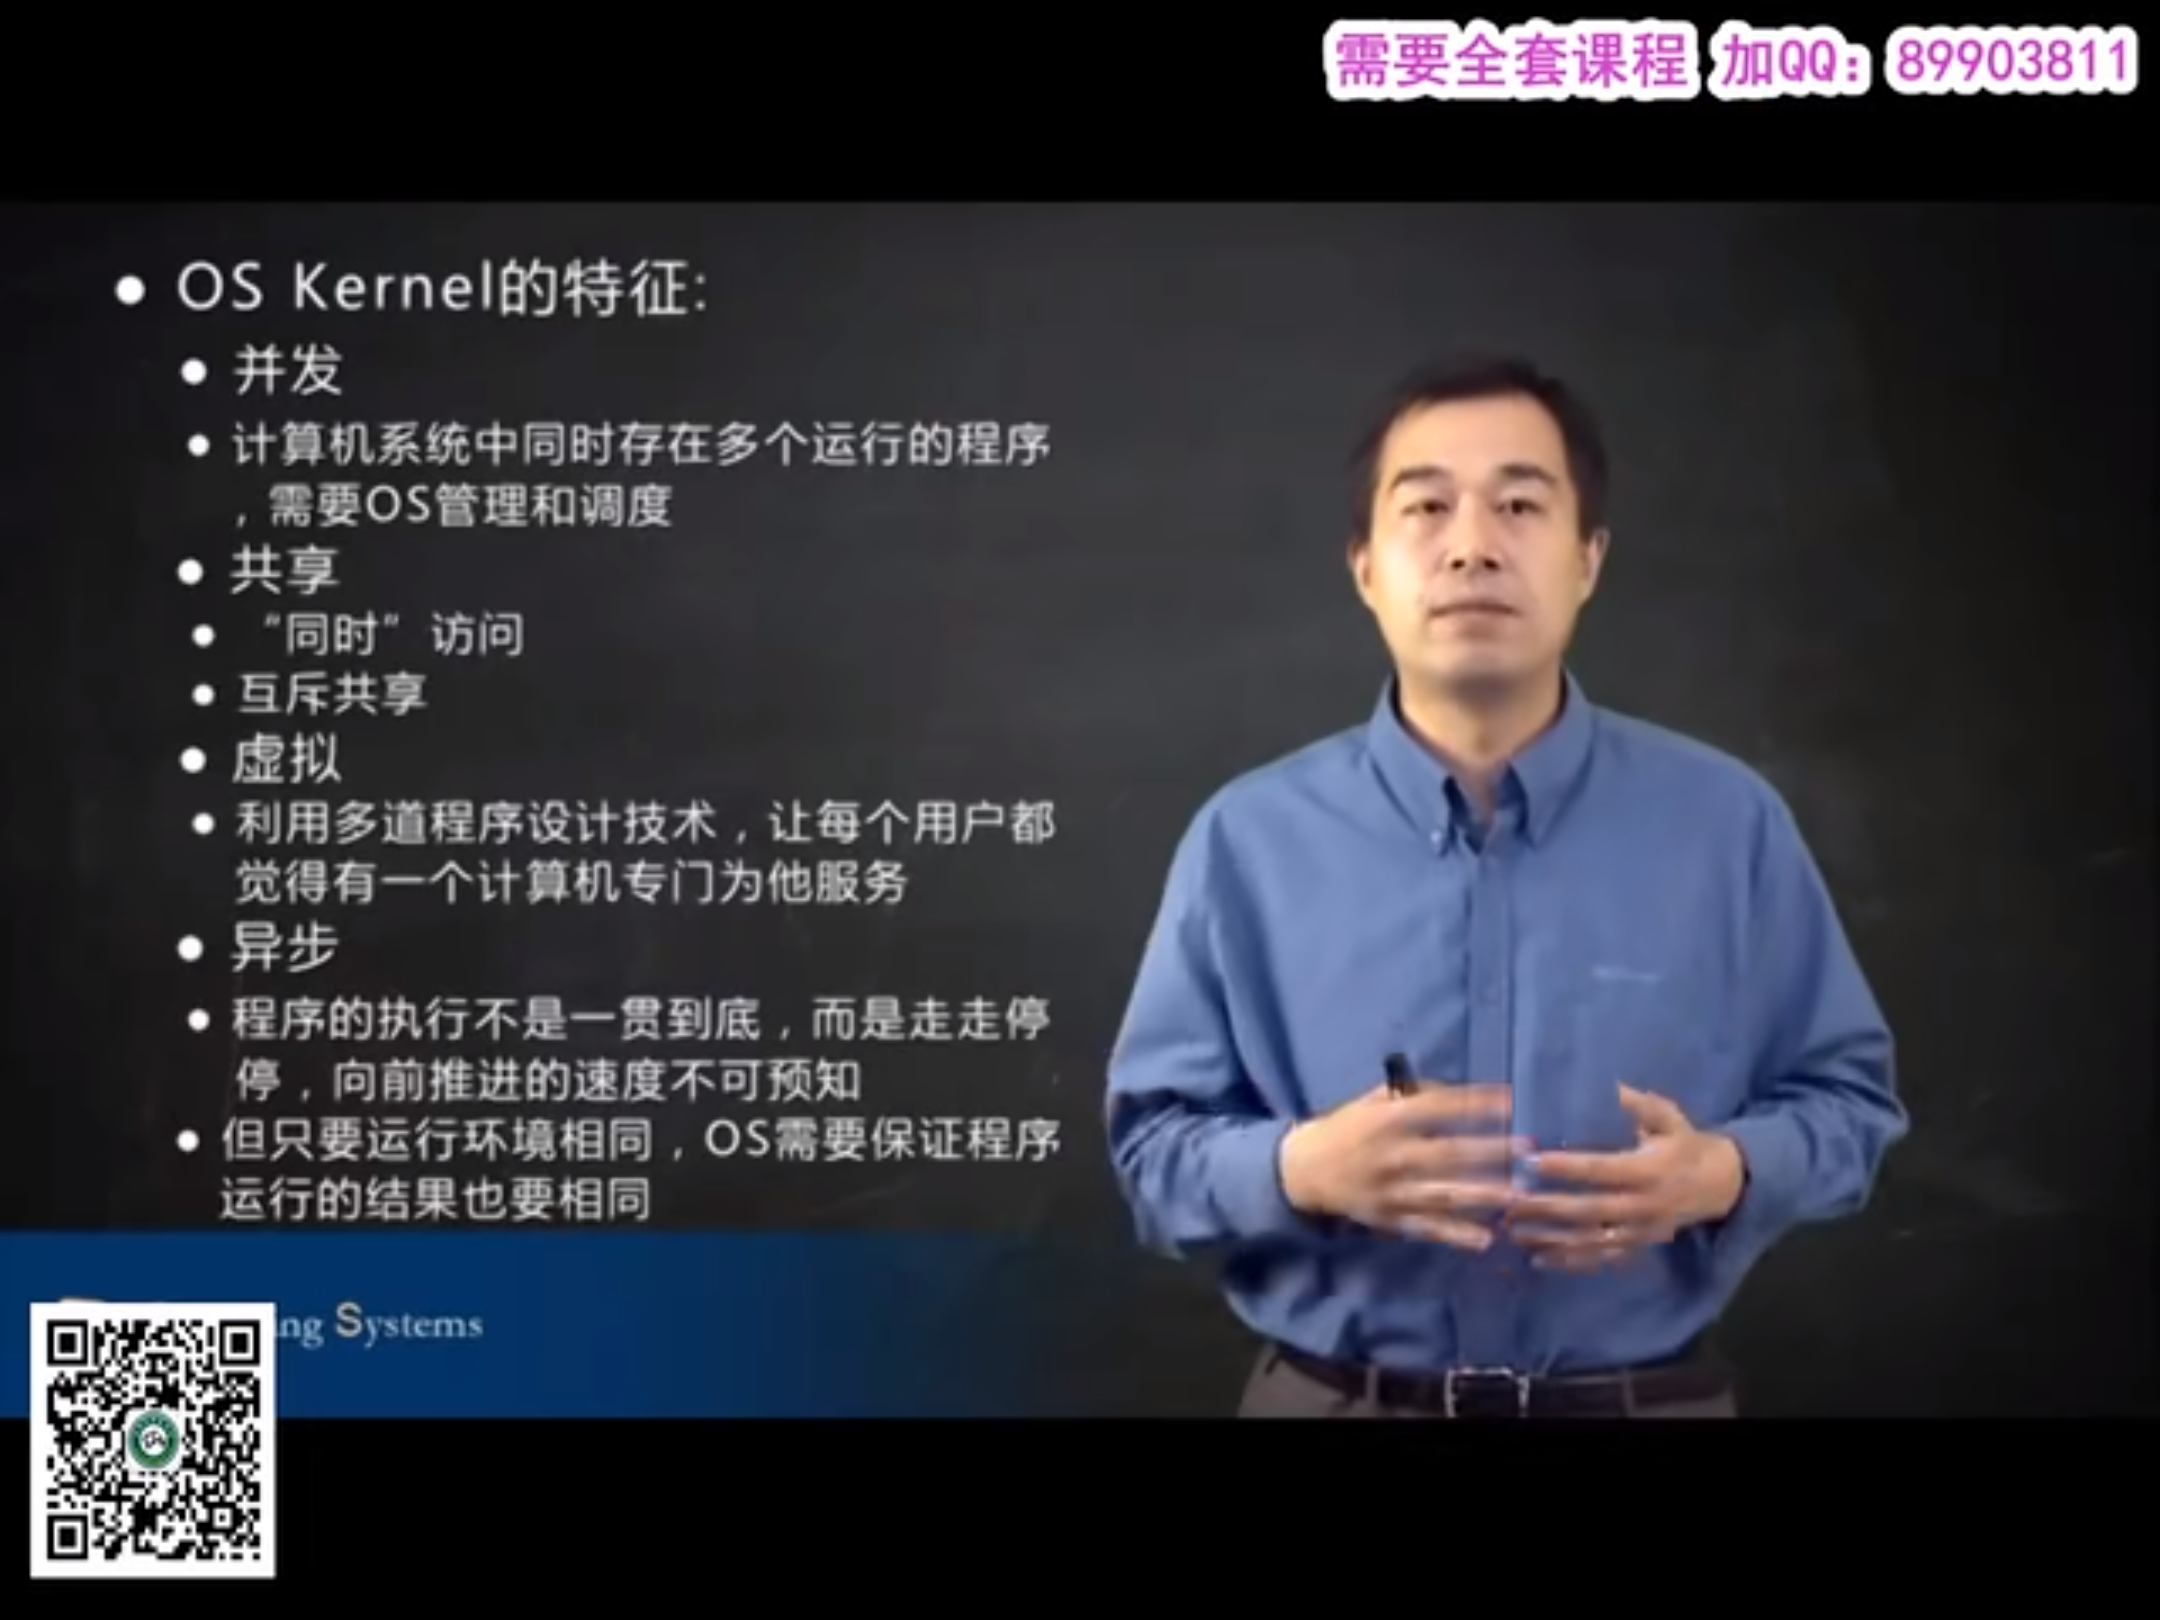 需要全套课程 加QQ：89903811
• OS Kernel的特征:
• 并发
• 计算机系统中同时存在多个运行的程序
，需要OS管理和调度
• 共享
• “同时”访问
• 互斥共享
• 虚拟
• 利用多道程序设计技术，让每个用户都
觉得有一个计算机专门为他服务
• 异步
• 程序的执行不是一贯到底，而是走走停
停，向前推进的速度不可预知
• 但只要运行环境相同，OS需要保证程序
运行的结果也要相同
ing Systems